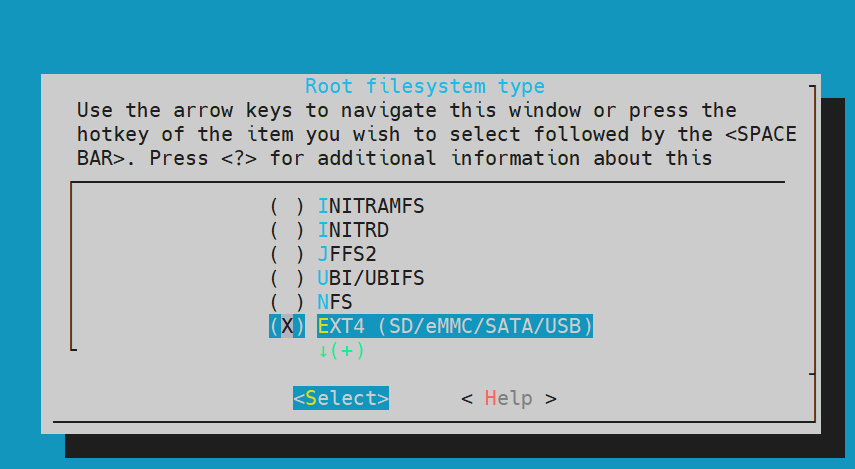 Root filesystem type
Use the arrow keys to navigate this window or press the
hotkey of the item you wish to select followed by the <SPACE
BAR>. Press <?> for additional information about this
( ) INITRAMFS
( ) INITRD
( ) JFFS2
( ) UBI/UBIFS
( ) NFS
(X) EXT4 (SD/eMMC/SATA/USB)
↓(+)
<Select> < Help >